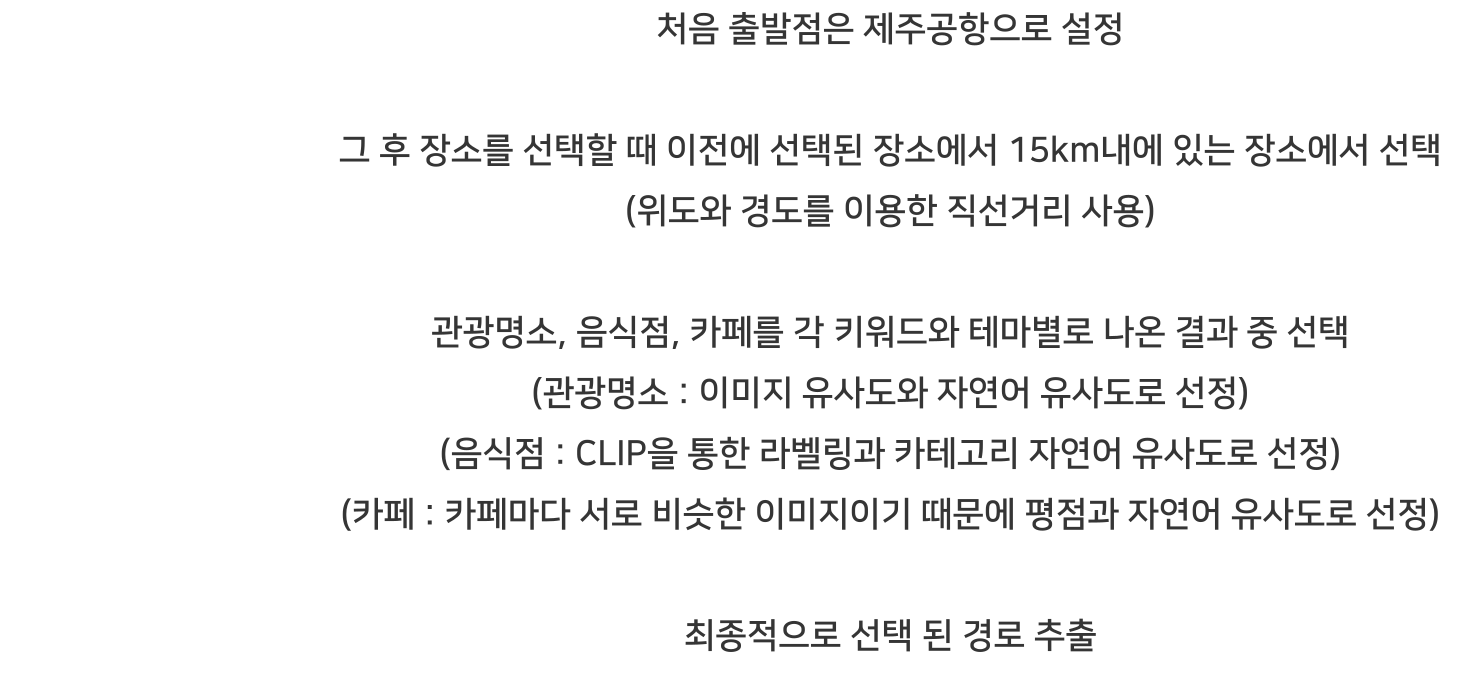 처음 출발점은 제주공항으로 설정
그 후 장소를 선택할 때 이전에 선택된 장소에서 15km내에 있는 장소에서 선택
(위도와 경도를 이용한 직선거리 사용)
관광명소, 음식점, 카페를 각 키워드와 테마별로 나온 결과 중 선택
(관광명소 : 이미지 유사도와 자연어 유사도로 선정)
(음식점 : CLIP을 통한 라벨링과 카테고리 자연어 유사도로 선정)
(카페 : 카페마다 서로 비슷한 이미지이기 때문에 평점과 자연어 유사도로 선정)
최종적으로 선택 된 경로 추출